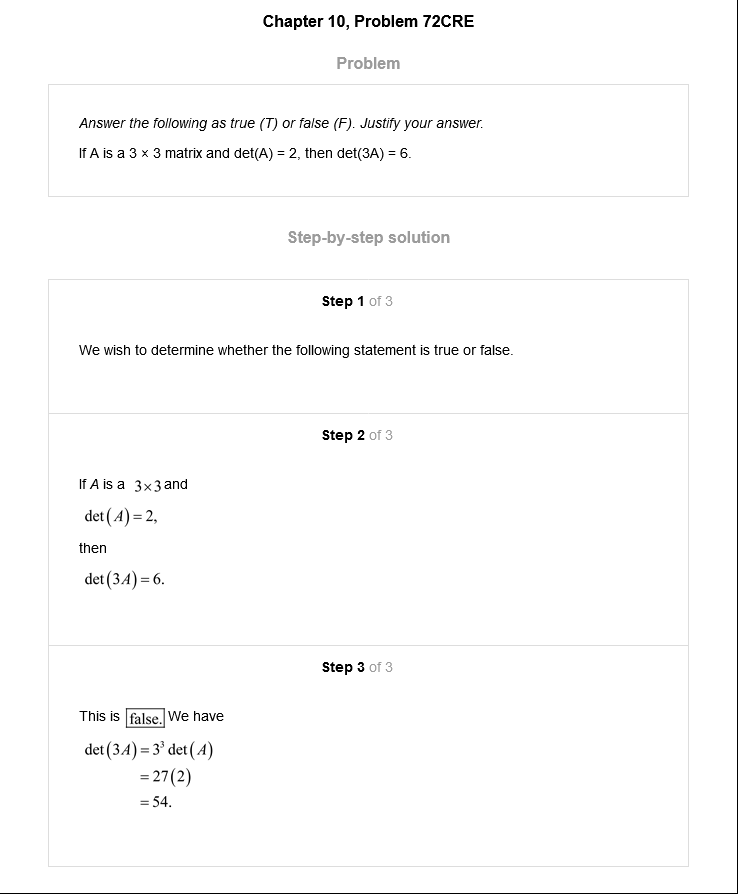 Chapter 10, Problem 72CRE
Problem
Answer the following as true (T) or false (F). Justify your answer.
If A is a 3 × 3 matrix and det(A) = 2, then det(3A) = 6.
Step-by-step solution
Step 1 of 3
We wish to determine whether the following statement is true or false.
Step 2 of 3
If A is a 3×3 and
det(A) = 2,
then
det(3A) = 6.
Step 3 of 3
This is false. We have
det(3A) = 3³ det(A)
= 27(2)
= 54.